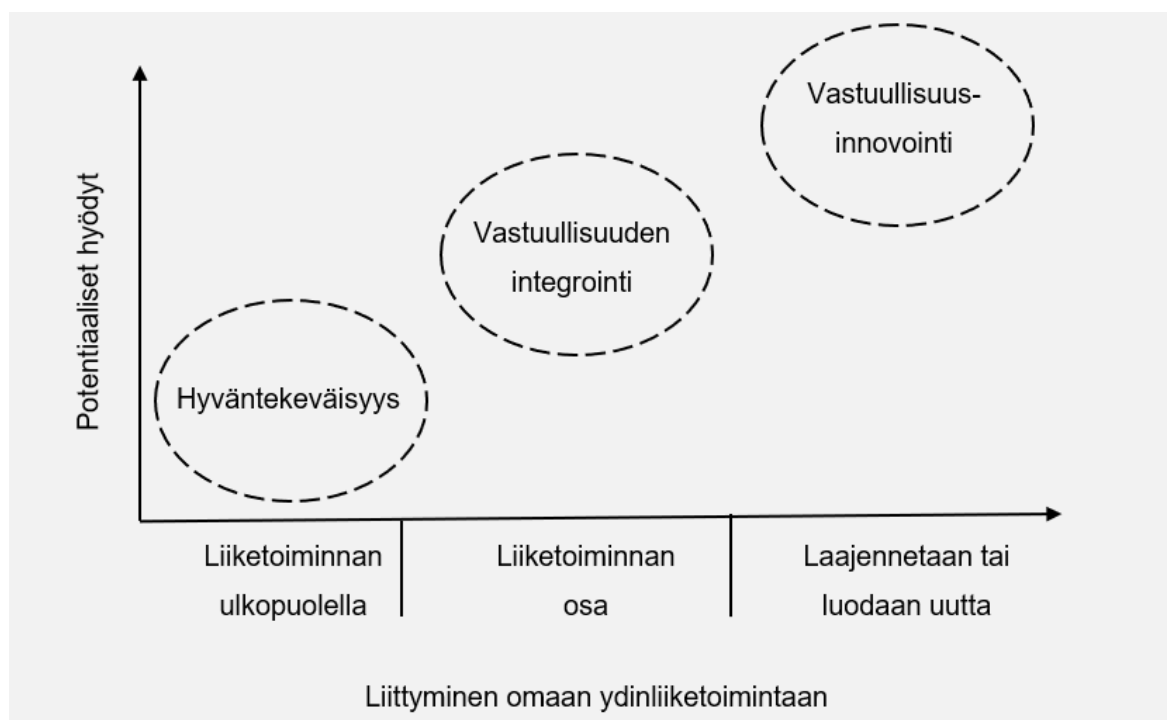 Vastuullisuus-
innovointi
Vastuullisuuden
integrointi
Hyväntekeväisyys
Potentiaaliset hyödyt
Liiketoiminnan
ulkopuolella
Liiketoiminnan
osa
Laajennetaan tai
luodaan uutta
Liittyminen omaan ydinliiketoimintaan